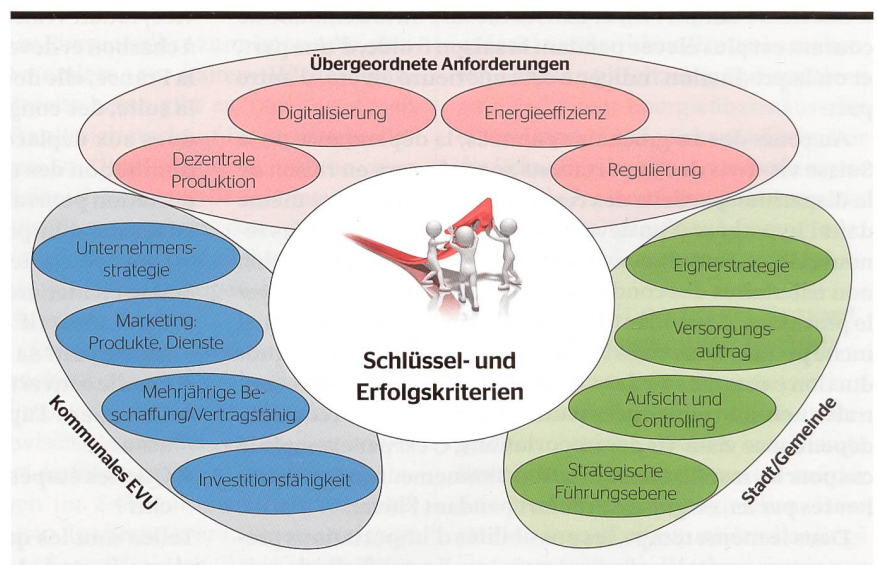 Übergeordnete Anforderungen
Digitalisierung
Energieeffizienz
Dezentrale
Produktion
Regulierung
Unternehmens-
strategie
Marketing:
Produkte, Dienste
Mehrjährige Be-
schaffung/Vertragsfähig
Investitionsfähigkeit
Kommunales EVU
Schlüssel- und
Erfolgskriterien
Eignerstrategie
Versorgungs-
auftrag
Aufsicht und
Controlling
Strategische
Führungsebene
Stadt/Gemeinde